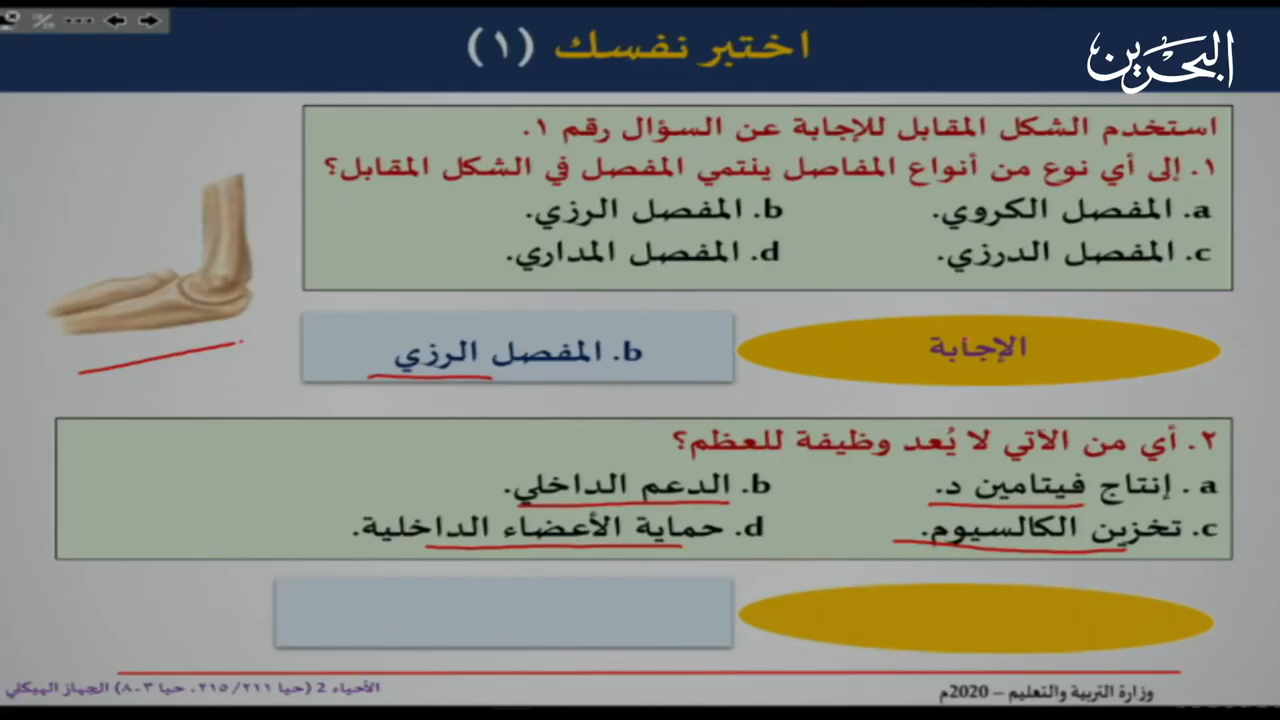 اختبر نفسك (١)
البحرين
استخدم الشكل المقابل للإجابة عن السؤال رقم ١.
١. إلى أي نوع من أنواع المفاصل ينتمي المفصل في الشكل المقابل؟
a. المفصل الكروي. b. المفصل الرزي.
c. المفصل الدرزي. d. المفصل المداري.
الإجابة
b. المفصل الرزي
٢. أي من الآتي لا يُعد وظيفة للعظم؟
a . إنتاج فيتامين د. b. الدعم الداخلي.
c. تخزين الكالسيوم. d. حماية الأعضاء الداخلية.
وزارة التربية والتعليم – 2020م
الأحياء 2 (حيا ٢١١/ ٢١٥، حيا ٨٠٣) الجهاز الهيكلي